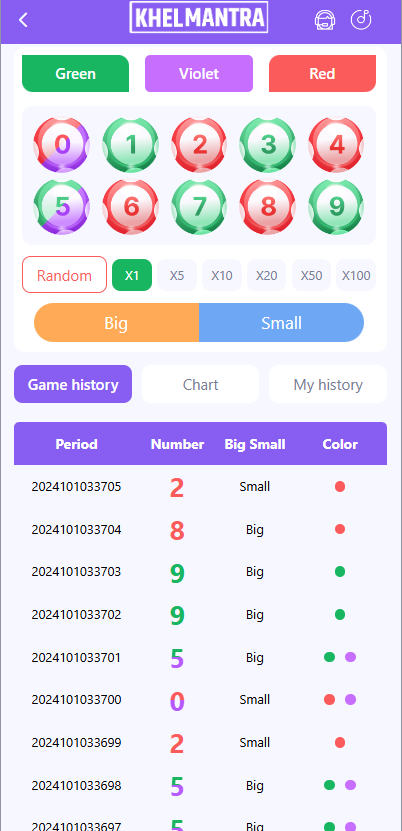 KHELMANTRA
Green Violet Red
0 1 2 3 4
5 6 7 8 9
Random X1 X5 X10 X20 X50 X100
Big Small
Game history Chart My history
Period Number Big Small Color
2024101033705 2 Small
2024101033704 8 Big
2024101033703 9 Big
2024101033702 9 Big
2024101033701 5 Big
2024101033700 0 Small
2024101033699 2 Small
2024101033698 5 Big
2024101033697 5 Big